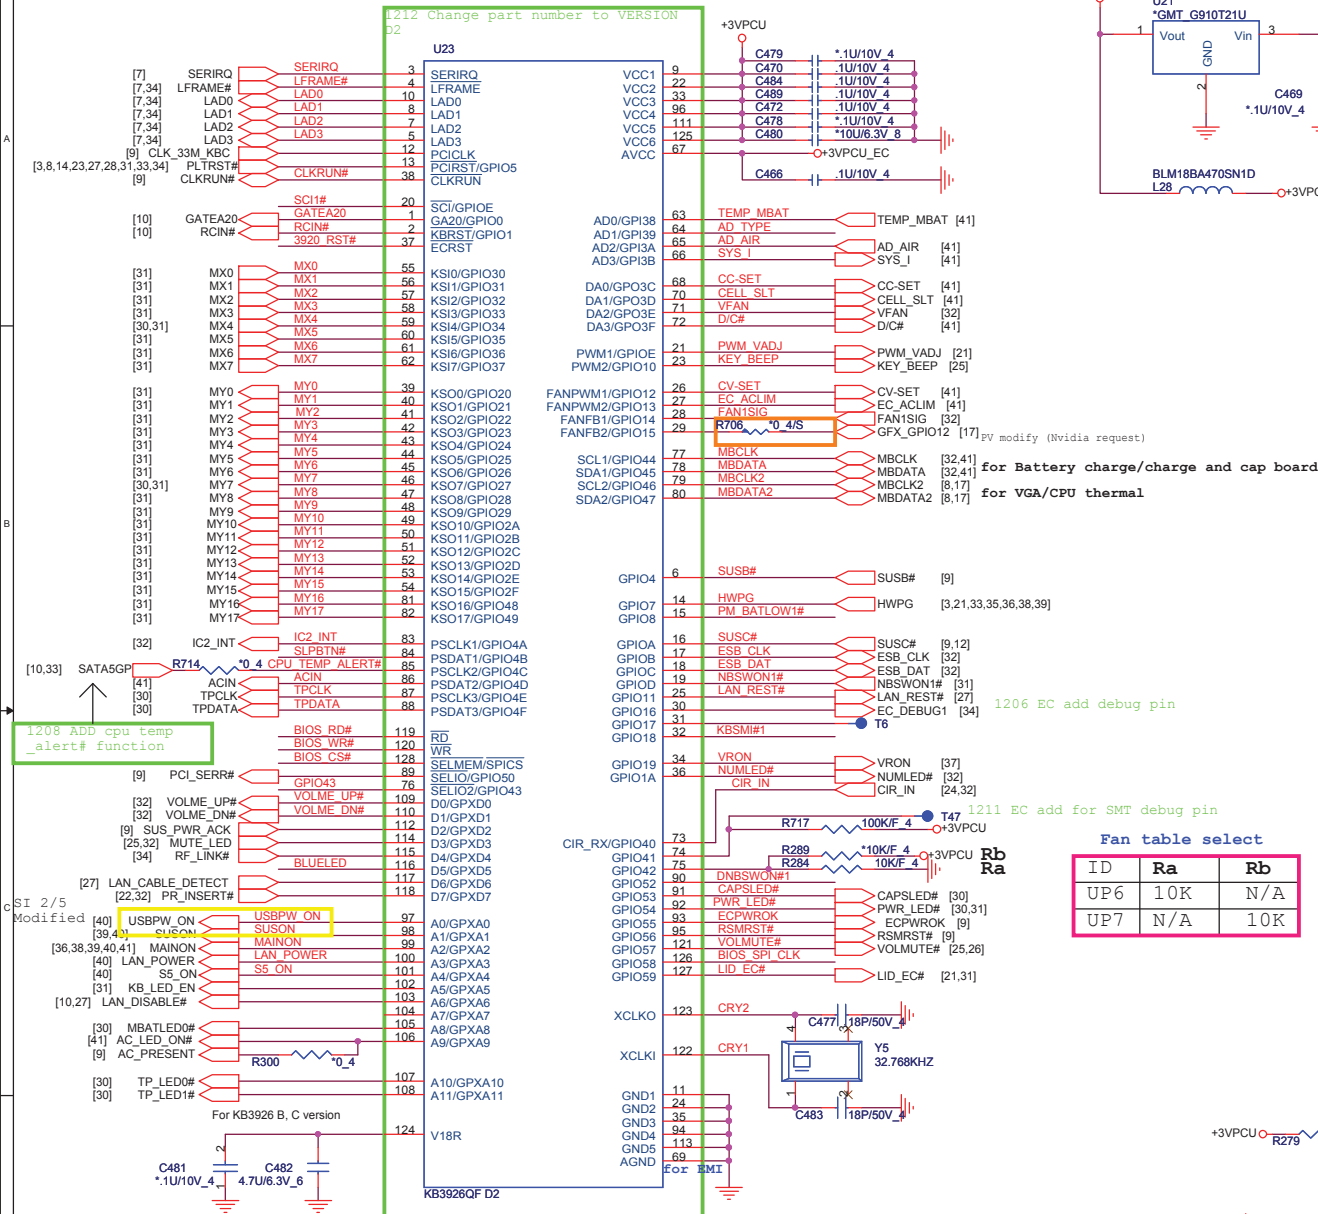 1212 Change part number to VERSION
D2
U23
[7] SERIRQ SERIRQ 3 SERIRQ
[7,34] LFRAME# LFRAME# 4 LFRAME
[7,34] LAD0 LAD0 10 LAD0
[7,34] LAD1 LAD1 8 LAD1
[7,34] LAD2 LAD2 7 LAD2
[7,34] LAD3 LAD3 5 LAD3
[9] CLK_33M_KBC 12 PCICLK
[3,8,14,23,27,28,31,33,34] PLTRST# 13 PCIRST/GPIO5
[9] CLKRUN# CLKRUN# 38 CLKRUN
SCI1# 20 SCI/GPIOE
[10] GATEA20 GATEA20 1 GA20/GPIO0
[10] RCIN# RCIN# 2 KBRST/GPIO1
3920_RST# 37 ECRST
[31] MX0 MX0 55 KSI0/GPIO30
[31] MX1 MX1 56 KSI1/GPIO31
[31] MX2 MX2 57 KSI2/GPIO32
[31] MX3 MX3 58 KSI3/GPIO33
[30,31] MX4 MX4 59 KSI4/GPIO34
[31] MX5 MX5 60 KSI5/GPIO35
[31] MX6 MX6 61 KSI6/GPIO36
[31] MX7 MX7 62 KSI7/GPIO37
[31] MY0 MY0 39 KSO0/GPIO20
[31] MY1 MY1 40 KSO1/GPIO21
[31] MY2 MY2 41 KSO2/GPIO22
[31] MY3 MY3 42 KSO3/GPIO23
[31] MY4 MY4 43 KSO4/GPIO24
[31] MY5 MY5 44 KSO5/GPIO25
[31] MY6 MY6 45 KSO6/GPIO26
[30,31] MY7 MY7 46 KSO7/GPIO27
[31] MY8 MY8 47 KSO8/GPIO28
[31] MY9 MY9 48 KSO9/GPIO29
[31] MY10 MY10 49 KSO10/GPIO2A
[31] MY11 MY11 50 KSO11/GPIO2B
[31] MY12 MY12 51 KSO12/GPIO2C
[31] MY13 MY13 52 KSO13/GPIO2D
[31] MY14 MY14 53 KSO14/GPIO2E
[31] MY15 MY15 54 KSO15/GPIO2F
[31] MY16 MY16 81 KSO16/GPIO48
[31] MY17 MY17 82 KSO17/GPIO49
[32] IC2_INT IC2_INT 83 PSCLK1/GPIO4A
SLPBTN# 84 PSDAT1/GPIO4B
[10,33] SATA5GP R714 *0_4 CPU_TEMP_ALERT# 85 PSCLK2/GPIO4C
[41] ACIN ACIN 86 PSDAT2/GPIO4D
[30] TPCLK TPCLK 87 PSCLK3/GPIO4E
[30] TPDATA TPDATA 88 PSDAT3/GPIO4F
1208 ADD cpu temp
_alert# function
BIOS_RD# 119 RD
BIOS_WR# 120 WR
BIOS_CS# 128 SELMEM/SPICS
[9] PCI_SERR# 89 SELIO/GPIO50
GPIO43 76 SELIO2/GPIO43
[32] VOLME_UP# VOLME_UP# 109 D0/GPXD0
[32] VOLME_DN# VOLME_DN# 110 D1/GPXD1
[9] SUS_PWR_ACK 112 D2/GPXD2
[25,32] MUTE_LED 114 D3/GPXD3
[34] RF_LINK# 115 D4/GPXD4
BLUELED 116 D5/GPXD5
[27] LAN_CABLE_DETECT 117 D6/GPXD6
[22,32] PR_INSERT# 118 D7/GPXD7
SI 2/5
Modified
[40] USBPW_ON USBPW_ON 97 A0/GPXA0
[39,40] SUSON SUSON 98 A1/GPXA1
[36,38,39,40,41] MAINON MAINON 99 A2/GPXA2
[40] LAN_POWER LAN_POWER 100 A3/GPXA3
[40] S5_ON S5_ON 101 A4/GPXA4
[31] KB_LED_EN 102 A5/GPXA5
[10,27] LAN_DISABLE# 103 A6/GPXA6
104 A7/GPXA7
[30] MBATLED0# 105 A8/GPXA8
[41] AC_LED_ON# 106 A9/GPXA9
[9] AC_PRESENT R300 *0_4
[30] TP_LED0# 107 A10/GPXA10
[30] TP_LED1# 108 A11/GPXA11
For KB3926 B, C version
124 V18R
2 1
C481 .1U/10V_4
C482 4.7U/6.3V_6
KB3926QF D2
+3VPCU
VCC1 9 C479 *.1U/10V_4
VCC2 22 C470 .1U/10V_4
VCC3 33 C484 .1U/10V_4
VCC4 96 C489 .1U/10V_4
VCC5 111 C472 .1U/10V_4
VCC6 125 C478 *.1U/10V_4
AVCC 67 C480 *10U/6.3V_8
+3VPCU_EC
C466 .1U/10V_4
AD0/GPI38 63 TEMP_MBAT TEMP_MBAT [41]
AD1/GPI39 64 AD_TYPE
AD2/GPI3A 65 AD_AIR AD_AIR [41]
AD3/GPI3B 66 SYS_I SYS_I [41]
DA0/GPO3C 68 CC-SET CC-SET [41]
DA1/GPO3D 70 CELL_SLT CELL_SLT [41]
DA2/GPO3E 71 VFAN VFAN [32]
DA3/GPO3F 72 D/C# D/C# [41]
PWM1/GPIOE 21 PWM_VADJ PWM_VADJ [21]
PWM2/GPIO10 23 KEY_BEEP KEY_BEEP [25]
FANPWM1/GPIO12 26 CV-SET CV-SET [41]
FANPWM2/GPIO13 27 EC_ACLIM EC_ACLIM [41]
FANFB1/GPIO14 28 FAN1SIG FAN1SIG [32]
FANFB2/GPIO15 29 R706 *0_4/S GFX_GPIO12 [17] PV modify (Nvidia request)
SCL1/GPIO44 77 MBCLK MBCLK [32,41]
SDA1/GPIO45 78 MBDATA MBDATA [32,41] for Battery charge/charge and cap board
SCL2/GPIO46 79 MBCLK2 MBCLK2 [8,17]
SDA2/GPIO47 80 MBDATA2 MBDATA2 [8,17] for VGA/CPU thermal
GPIO4 6 SUSB# SUSB# [9]
GPIO7 14 HWPG HWPG [3,21,33,35,36,38,39]
GPIO8 15 PM_BATLOW1#
GPIOA 16 SUSC# SUSC# [9,12]
GPIOB 17 ESB_CLK ESB_CLK [32]
GPIOC 18 ESB_DAT ESB_DAT [32]
GPIOD 19 NBSWON1# NBSWON1# [31]
GPIO11 25 LAN_REST# LAN_REST# [27]
GPIO16 30 EC_DEBUG1 [34] 1206 EC add debug pin
GPIO17 31 T6
GPIO18 32 KBSMI#1
GPIO19 34 VRON VRON [37]
GPIO1A 36 NUMLED# NUMLED# [32]
CIR_IN CIR_IN [24,32]
T47 1211 EC add for SMT debug pin
R717 100K/F_4 +3VPCU
CIR_RX/GPIO40 73
GPIO41 74 R289 *10K/F_4 +3VPCU Rb
GPIO42 75 R284 10K/F_4 Ra
GPIO52 90 DNBSWON#1
GPIO53 91 CAPSLED# CAPSLED# [30]
GPIO54 92 PWR_LED# PWR_LED# [30,31]
GPIO55 93 ECPWROK ECPWROK [9]
GPIO56 95 RSMRST# RSMRST# [9]
GPIO57 121 VOLMUTE# VOLMUTE# [25,26]
GPIO58 126 BIOS_SPI_CLK
GPIO59 127 LID_EC# LID_EC# [21,31]
XCLKO 123 CRY2 C477 18P/50V_4
4 3
Y5
32.768KHZ
XCLKI 122 CRY1
1 2
C483 18P/50V_4
GND1 11
GND2 24
GND3 35
GND4 94
GND5 113
AGND 69
for EMI
Fan table select
ID Ra Rb
UP6 10K N/A
UP7 N/A 10K
U21
*GMT_G910T21U
1 Vout Vin 3
GND
2
C469
*.1U/10V_4
BLM18BA470SN1D
L28
+3VPC
+3VPCU R279
A
B
C